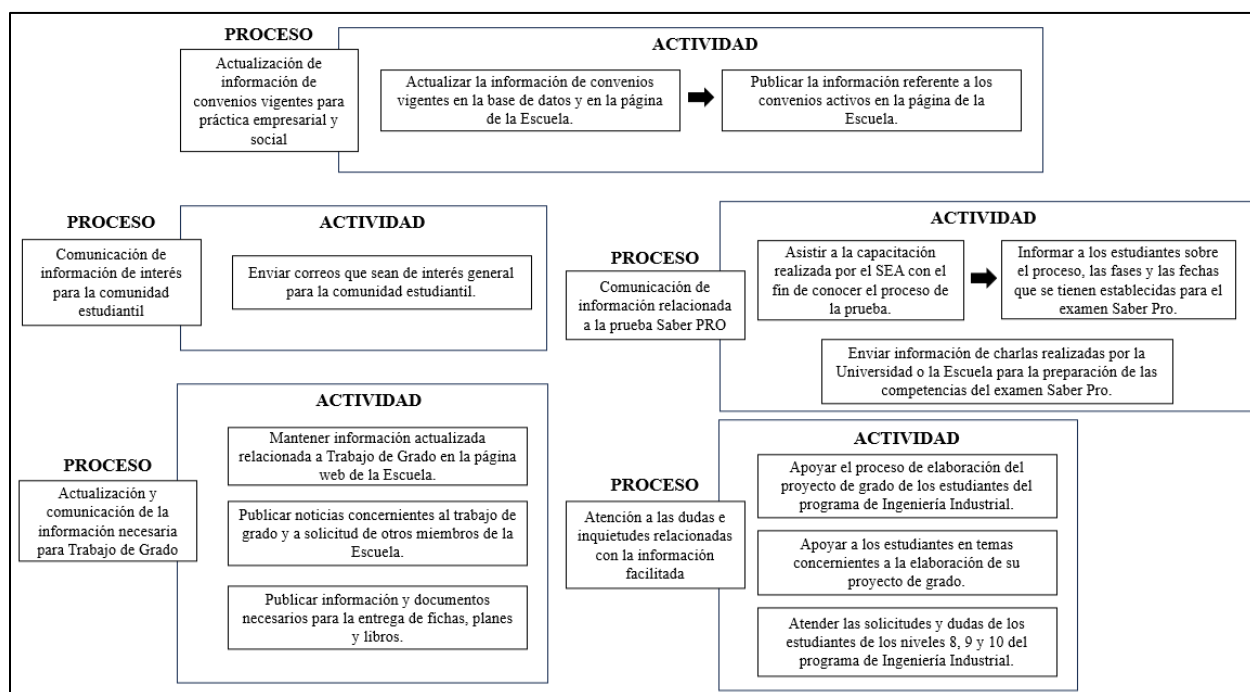 PROCESO
Actualización de
información de
convenios vigentes para
práctica empresarial y
social
ACTIVIDAD
Actualizar la información de convenios
vigentes en la base de datos y en la página
de la Escuela.
Publicar la información referente a los
convenios activos en la página de la
Escuela.
PROCESO
Comunicación de
información de interés
para la comunidad
estudiantil
ACTIVIDAD
Enviar correos que sean de interés general
para la comunidad estudiantil.
PROCESO
Comunicación de
información relacionada
a la prueba Saber PRO
ACTIVIDAD
Asistir a la capacitación
realizada por el SEA con el
fin de conocer el proceso de
la prueba.
Informar a los estudiantes sobre
el proceso, las fases y las fechas
que se tienen establecidas para el
examen Saber Pro.
Enviar información de charlas realizadas por la
Universidad o la Escuela para la preparación de las
competencias del examen Saber Pro.
PROCESO
Actualización y
comunicación de la
información necesaria
para Trabajo de Grado
ACTIVIDAD
Mantener información actualizada
relacionada a Trabajo de Grado en la página
web de la Escuela.
Publicar noticias concernientes al trabajo de
grado y a solicitud de otros miembros de la
Escuela.
Publicar información y documentos
necesarios para la entrega de fichas, planes
y libros.
PROCESO
Atención a las dudas e
inquietudes relacionadas
con la información
facilitada
ACTIVIDAD
Apoyar el proceso de elaboración del
proyecto de grado de los estudiantes del
programa de Ingeniería Industrial.
Apoyar a los estudiantes en temas
concernientes a la elaboración de su
proyecto de grado.
Atender las solicitudes y dudas de los
estudiantes de los niveles 8, 9 y 10 del
programa de Ingeniería Industrial.